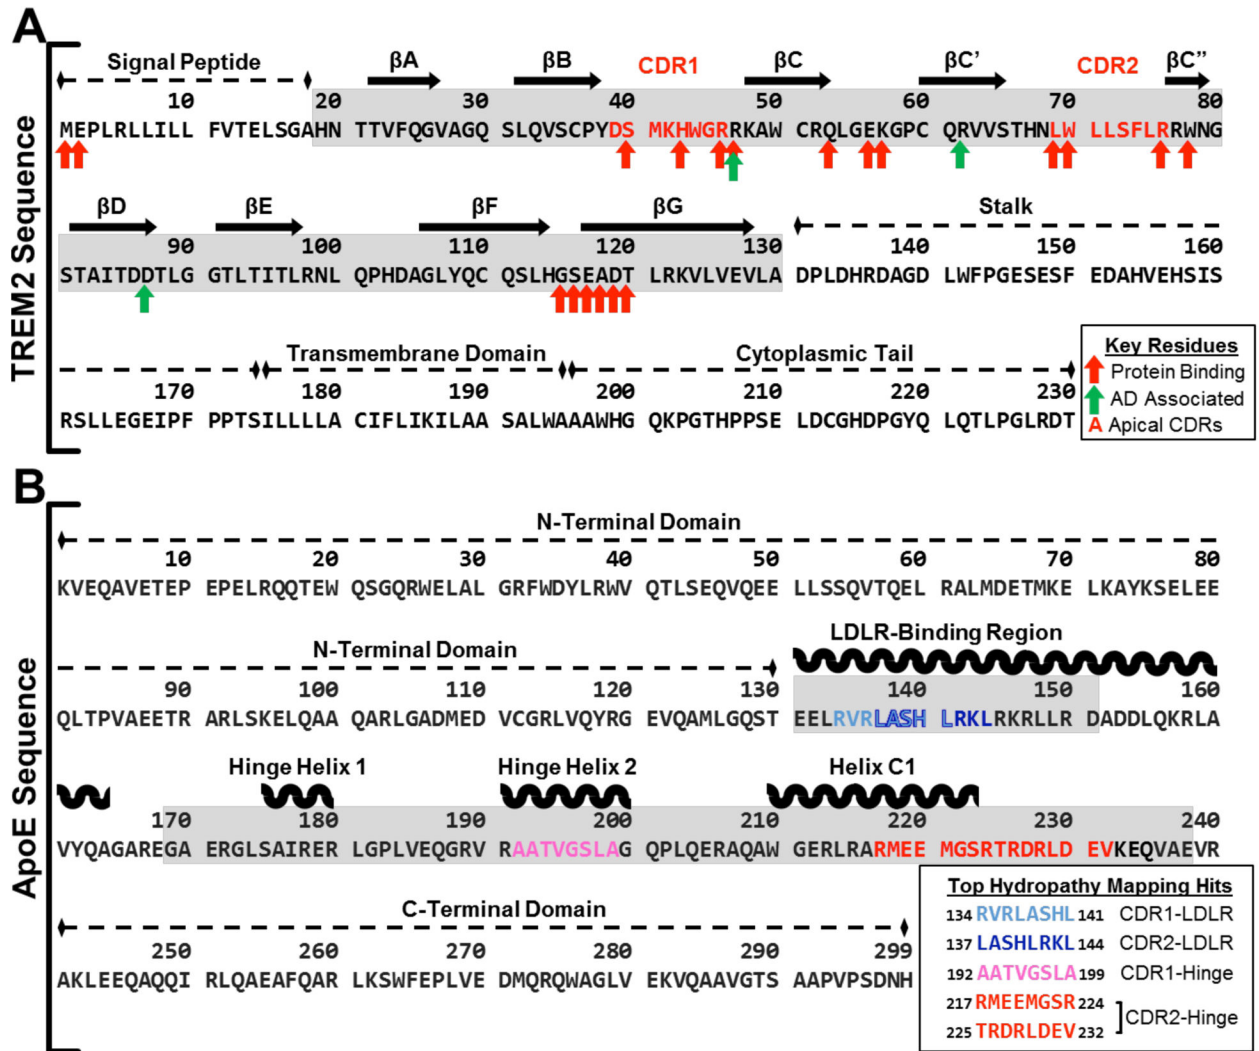 A
Signal Peptide βA βB CDR1 βC βC' CDR2 βC”
10 20 30 40 50 60 70 80
MEPLRLLILL FVTELSGAHN TTVFQGVAGQ SLQVSCPYDS MKHWGRRKAW CRQLGEKGPC QRVVSTHNLW LLSFLRRWNG
βD βE βF βG Stalk
90 100 110 120 130 140 150 160
STAITDDTLG GTLTITLRNL QPHDAGLYQC QSLHGSEADT LRKVLVEVLA DPLDHRDAGD LWFPGESESF EDAHVEHSIS
Transmembrane Domain Cytoplasmic Tail
170 180 190 200 210 220 230
RSLLEGEIPF PPTSILLLLA CIFLIKILAA SALWAAAWHG QKPGTHPPSE LDCGHDPGYQ LQTLPGLRDT
TREM2 Sequence
Key Residues
Protein Binding
AD Associated
A Apical CDRs
B
N-Terminal Domain
10 20 30 40 50 60 70 80
KVEQAVETEP EPELRQQTEW QSGQRWELAL GRFWDYLRWV QTLSEQVQEE LLSSQVTQEL RALMDETMKE LKAYKSELEE
N-Terminal Domain LDLR-Binding Region
90 100 110 120 130 140 150 160
QLTPVAEETR ARLSKELQAA QARLGADMED VCGRLVQYRG EVQAMLGQST EELRVRLASH LRKLRKRLLR DADDLQKRLA
Hinge Helix 1 Hinge Helix 2 Helix C1
170 180 190 200 210 220 230 240
VYQAGAREGA ERGLSAIRER LGPLVEQGRV RAATVGSLAG QPLQERAQAW GERLRARMEE MGSRTRDRLD EVKEQVAEVR
C-Terminal Domain
250 260 270 280 290 299
AKLEEQAQQI RLQAEAFQAR LKSWFEPLVE DMQRQWAGLV EKVQAAVGTS AAPVPSDNH
ApoE Sequence
Top Hydropathy Mapping Hits
134 RVRLASHL 141 CDR1-LDLR
137 LASHLRKL 144 CDR2-LDLR
192 AATVGSLA 199 CDR1-Hinge
217 RMEEMGSR 224
CDR2-Hinge
225 TRDRLDEV 232